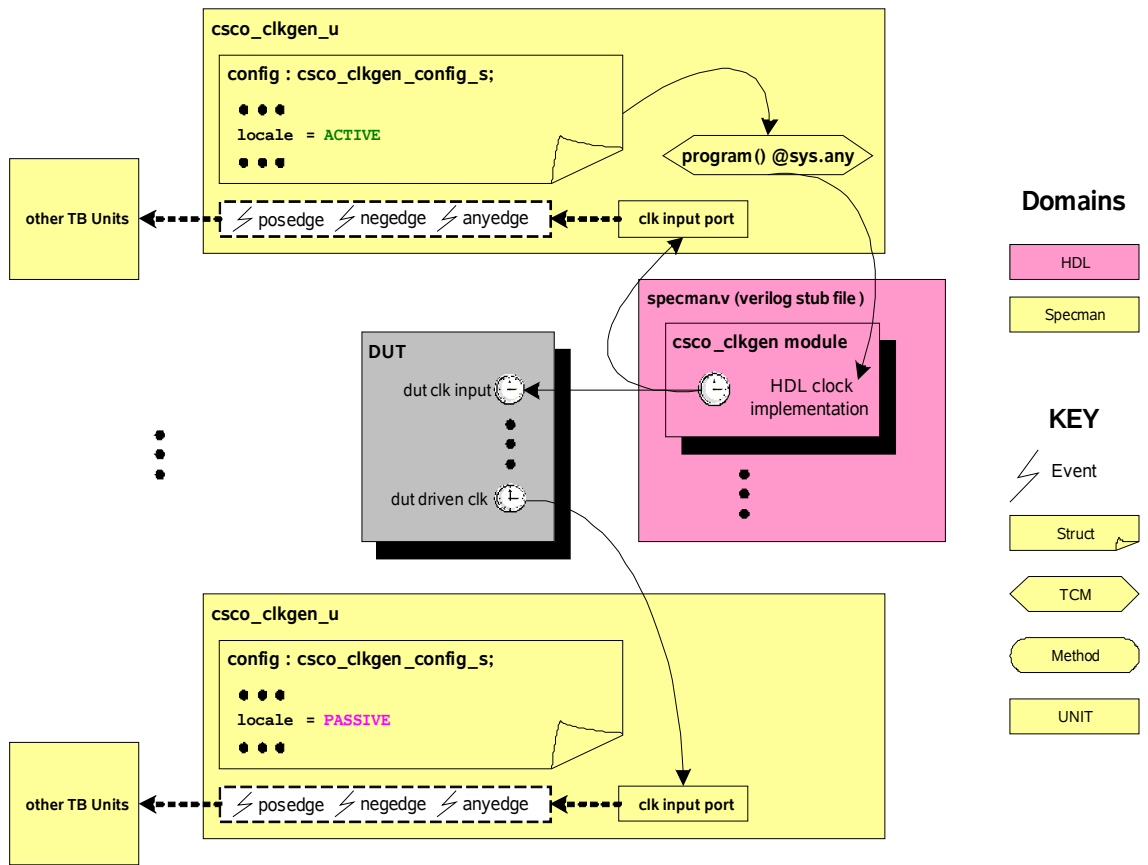 csco_clkgen_u
config : csco_clkgen_config_s;
locale = ACTIVE
program() @sys.any
other TB Units
posedge negedge anyedge
clk input port
Domains
HDL
Specman
specman.v (verilog stub file )
csco_clkgen module
HDL clock
implementation
DUT
dut clk input
dut driven clk
KEY
Event
Struct
TCM
Method
UNIT
csco_clkgen_u
config : csco_clkgen_config_s;
locale = PASSIVE
other TB Units
posedge negedge anyedge
clk input port